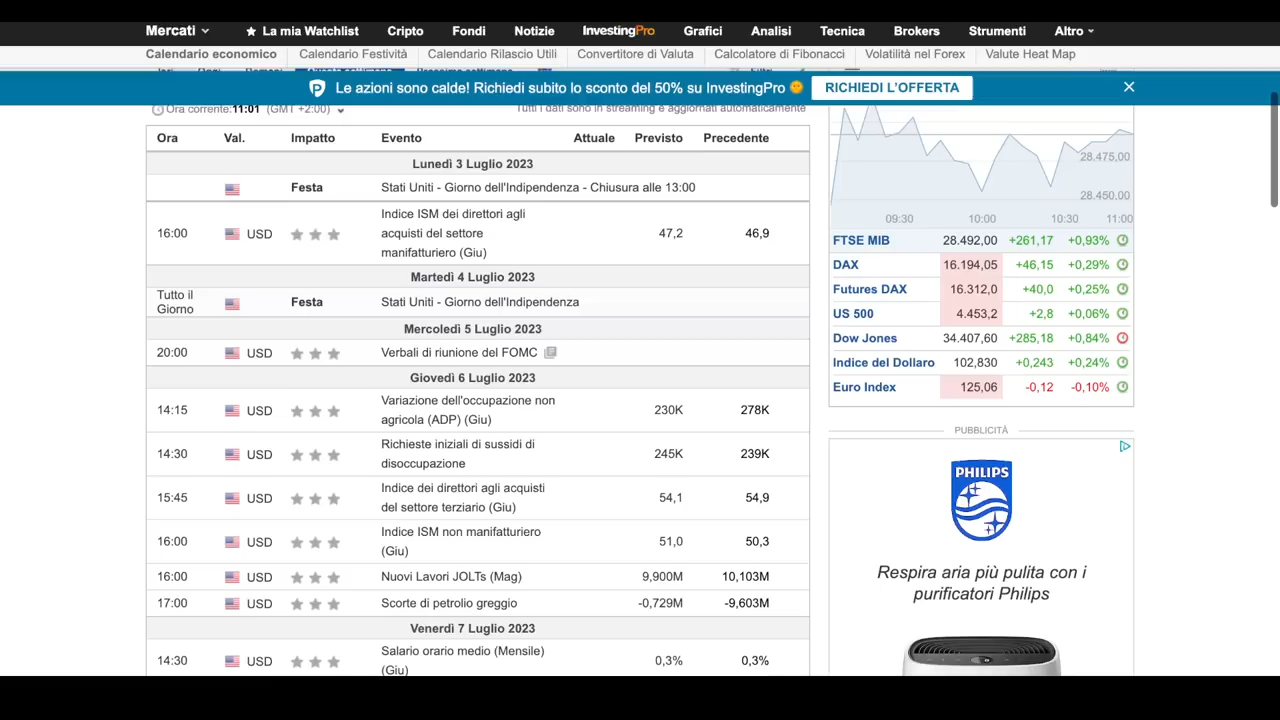 Mercati
La mia Watchlist
Cripto
Fondi
Notizie
InvestingPro
Grafici
Analisi
Tecnica
Brokers
Strumenti
Altro
Calendario economico
Calendario Festività
Calendario Rilascio Utili
Convertitore di Valuta
Calcolatore di Fibonacci
Volatilità nel Forex
Valute Heat Map
Le azioni sono calde! Richiedi subito lo sconto del 50% su InvestingPro
RICHIEDI L'OFFERTA
Ora corrente: 11:01 (GMT +2:00)
Tutti i dati sono in streaming e aggiornati automaticamente
Ora Val. Impatto Evento Attuale Previsto Precedente
Lunedì 3 Luglio 2023
Festa Stati Uniti - Giorno dell'Indipendenza - Chiusura alle 13:00
16:00 USD Indice ISM dei direttori agli
acquisti del settore
manifatturiero (Giu) 47,2 46,9
Martedì 4 Luglio 2023
Tutto il
Giorno Festa Stati Uniti - Giorno dell'Indipendenza
Mercoledì 5 Luglio 2023
20:00 USD Verbali di riunione del FOMC
Giovedì 6 Luglio 2023
14:15 USD Variazione dell'occupazione non
agricola (ADP) (Giu) 230K 278K
14:30 USD Richieste iniziali di sussidi di
disoccupazione 245K 239K
15:45 USD Indice dei direttori agli acquisti
del settore terziario (Giu) 54,1 54,9
16:00 USD Indice ISM non manifatturiero
(Giu) 51,0 50,3
16:00 USD Nuovi Lavori JOLTs (Mag) 9,900M 10,103M
17:00 USD Scorte di petrolio greggio -0,729M -9,603M
Venerdì 7 Luglio 2023
14:30 USD Salario orario medio (Mensile)
(Giu) 0,3% 0,3%
28.475,00
28.450,00
09:30 10:00 10:30 11:00
FTSE MIB 28.492,00 +261,17 +0,93%
DAX 16.194,05 +46,15 +0,29%
Futures DAX 16.312,0 +40,0 +0,25%
US 500 4.453,2 +2,8 +0,06%
Dow Jones 34.407,60 +285,18 +0,84%
Indice del Dollaro 102,830 +0,243 +0,24%
Euro Index 125,06 -0,12 -0,10%
PUBBLICITÀ
PHILIPS
Respira aria più pulita con i
purificatori Philips